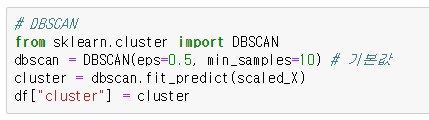 # DBSCAN
from sklearn.cluster import DBSCAN
dbscan = DBSCAN(eps=0.5, min_samples=10) # 기본값
cluster = dbscan.fit_predict(scaled_X)
df["cluster"] = cluster